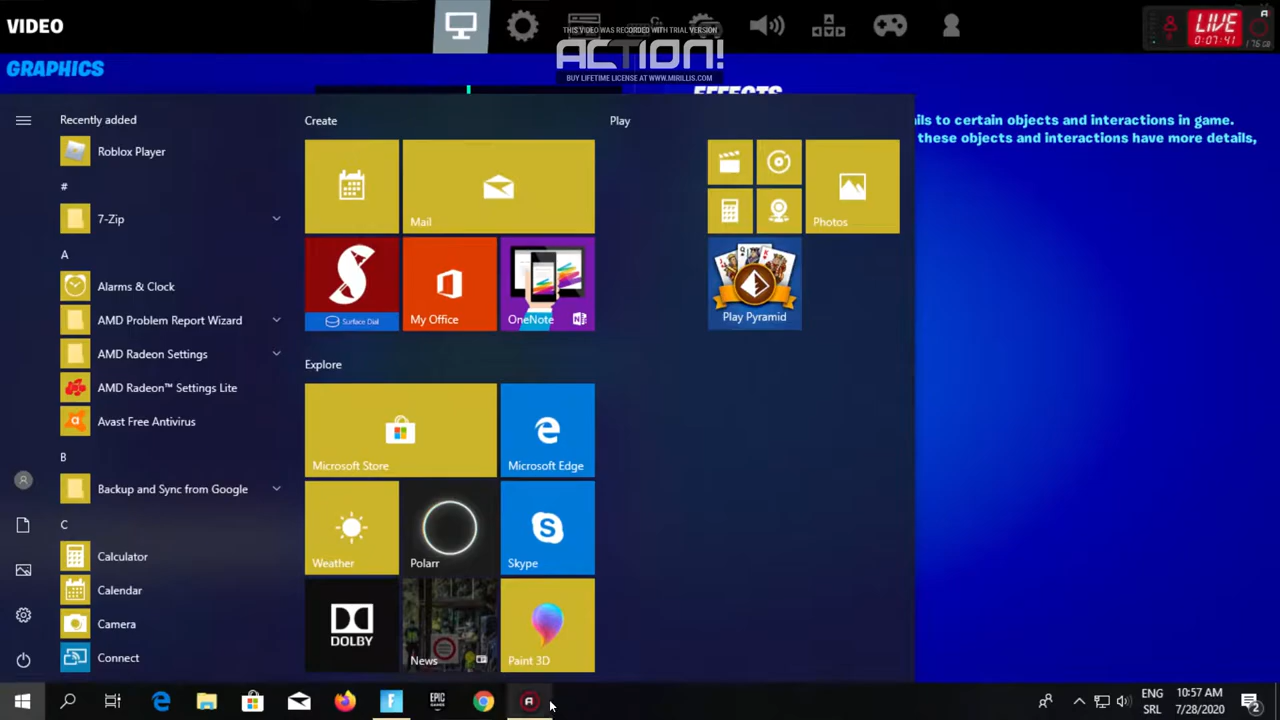 VIDEO
THIS VIDEO WAS RECORDED WITH TRIAL VERSION
ACTION!
BUY LIFETIME LICENSE AT WWW.MIRILLIS.COM
LIVE
0:07:41
GRAPHICS
EFFECTS
ils to certain objects and interactions in game.
these objects and interactions have more details,
Recently added
Roblox Player
#
7-Zip
A
Alarms & Clock
AMD Problem Report Wizard
AMD Radeon Settings
AMD Radeon™ Settings Lite
Avast Free Antivirus
B
Backup and Sync from Google
C
Calculator
Calendar
Camera
Connect
Create
Mail
Surface Dial
My Office
OneNote
Explore
Microsoft Store
Microsoft Edge
Weather
Polarr
Skype
DOLBY
News
Paint 3D
Play
Photos
Play Pyramid
EPIC
GAMES
ENG
SRL
10:57 AM
7/28/2020
2